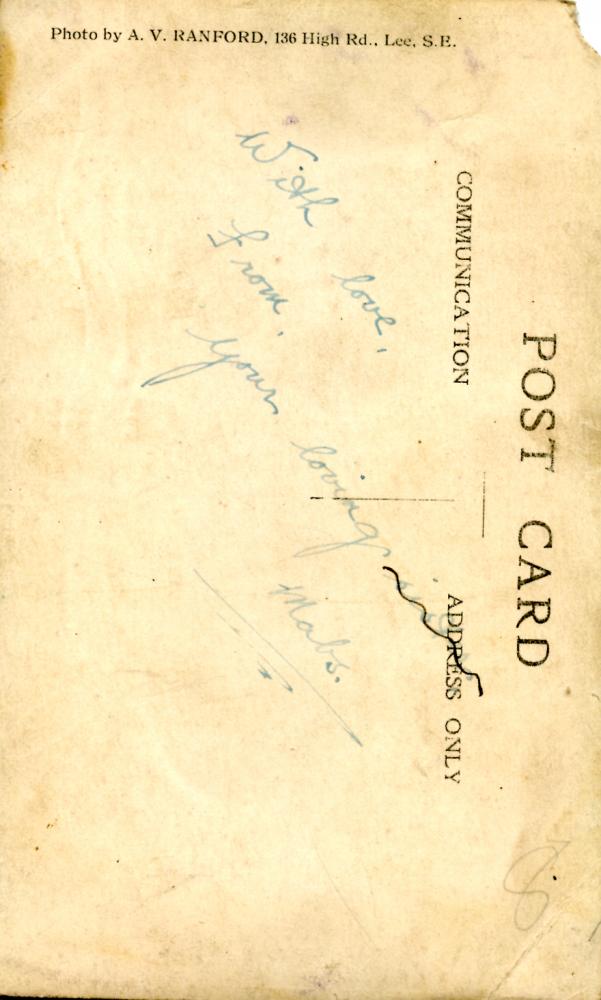 Photo by A. V. RANFORD, 136 High Rd., Lee, S.E.
POST CARD
COMMUNICATION
ADDRESS ONLY
With love,
From,
Your loving
Mabs.